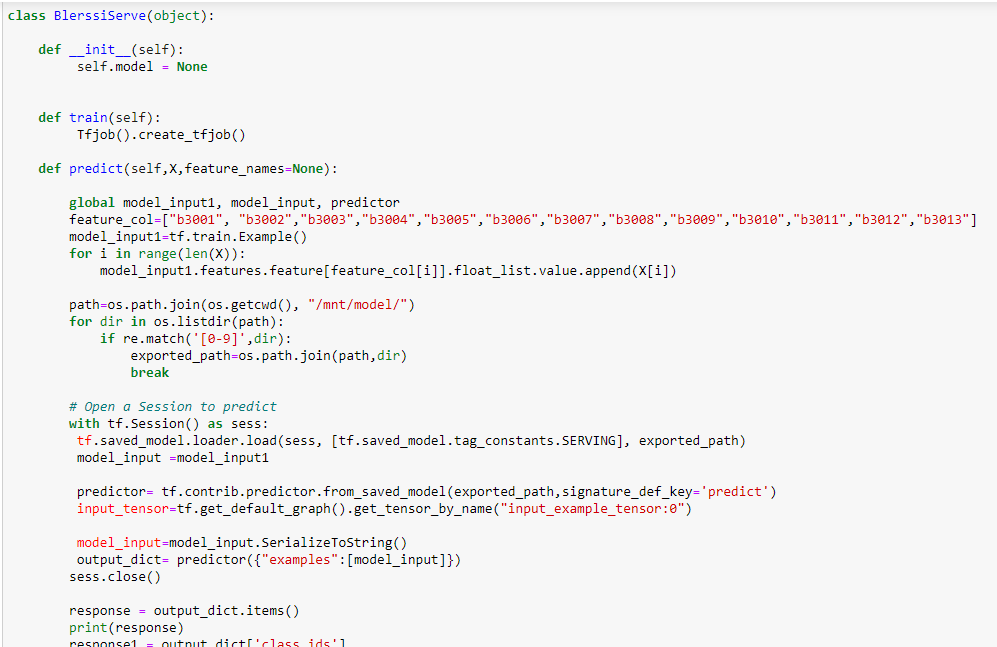 class BlerssiServe(object):
def __init__(self):
self.model = None
def train(self):
Tfjob().create_tfjob()
def predict(self,X,feature_names=None):
global model_input1, model_input, predictor
feature_col=["b3001", "b3002","b3003","b3004","b3005","b3006","b3007","b3008","b3009","b3010","b3011","b3012","b3013"]
model_input1=tf.train.Example()
for i in range(len(X)):
model_input1.features.feature[feature_col[i]].float_list.value.append(X[i])
path=os.path.join(os.getcwd(), "/mnt/model/")
for dir in os.listdir(path):
if re.match('[0-9]',dir):
exported_path=os.path.join(path,dir)
break
# Open a Session to predict
with tf.Session() as sess:
tf.saved_model.loader.load(sess, [tf.saved_model.tag_constants.SERVING], exported_path)
model_input =model_input1
predictor= tf.contrib.predictor.from_saved_model(exported_path,signature_def_key='predict')
input_tensor=tf.get_default_graph().get_tensor_by_name("input_example_tensor:0")
model_input=model_input.SerializeToString()
output_dict= predictor({"examples":[model_input]})
sess.close()
response = output_dict.items()
print(response)
response1 = output_dict['class_ids']